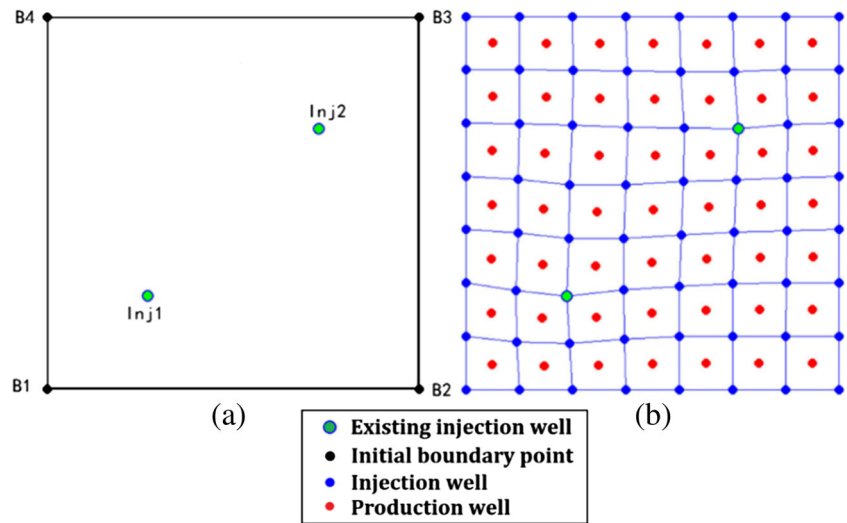 B4
B3
Inj2
Inj1
B1
B2
(a)
(b)
Existing injection well
Initial boundary point
Injection well
Production well